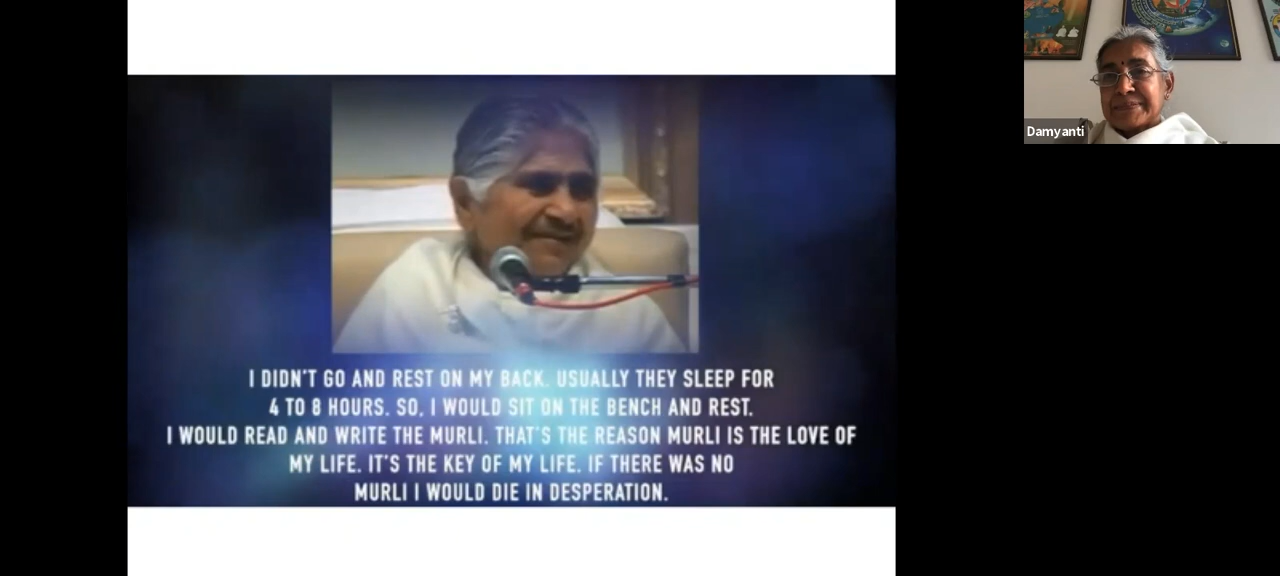 I DIDN'T GO AND REST ON MY BACK. USUALLY THEY SLEEP FOR
4 TO 8 HOURS. SO, I WOULD SIT ON THE BENCH AND REST.
I WOULD READ AND WRITE THE MURLI. THAT'S THE REASON MURLI IS THE LOVE OF
MY LIFE. IT'S THE KEY OF MY LIFE. IF THERE WAS NO
MURLI I WOULD DIE IN DESPERATION.
Damyanti